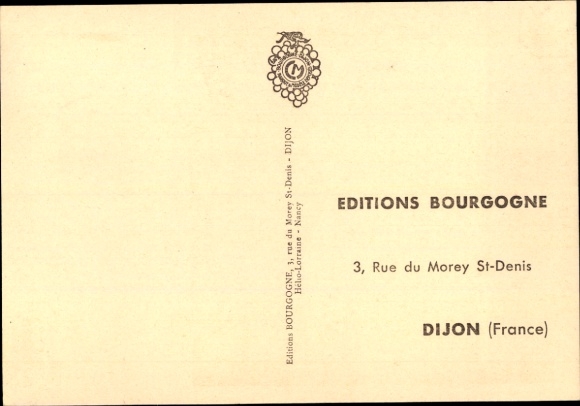 CM
Editions BOURGOGNE, 3, rue du Morey St-Denis - DIJON
Hélio-Lorraine - Nancy
EDITIONS BOURGOGNE
3, Rue du Morey St-Denis
DIJON (France)